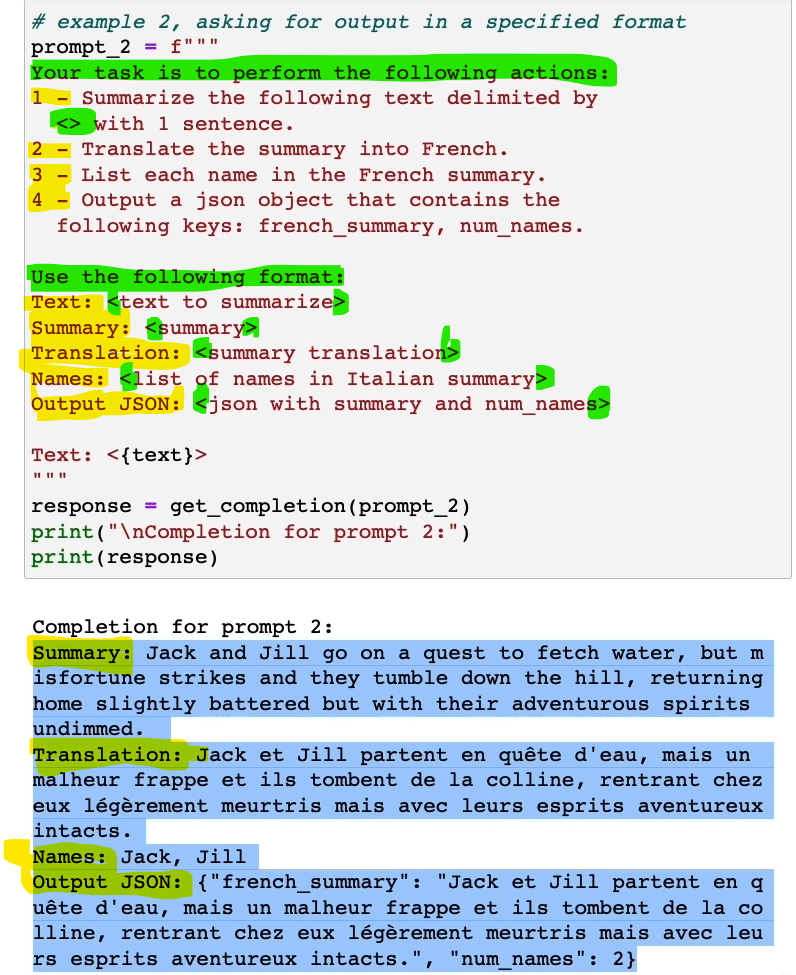 # example 2, asking for output in a specified format
prompt_2 = f"""
Your task is to perform the following actions:
1 - Summarize the following text delimited by
<> with 1 sentence.
2 - Translate the summary into French.
3 - List each name in the French summary.
4 - Output a json object that contains the
following keys: french_summary, num_names.
Use the following format:
Text: <text to summarize>
Summary: <summary>
Translation: <summary translation>
Names: <list of names in Italian summary>
Output JSON: <json with summary and num_names>
Text: <{text}>
"""
response = get_completion(prompt_2)
print("\nCompletion for prompt 2:")
print(response)
Completion for prompt 2:
Summary: Jack and Jill go on a quest to fetch water, but m
isfortune strikes and they tumble down the hill, returning
home slightly battered but with their adventurous spirits
undimmed.
Translation: Jack et Jill partent en quête d'eau, mais un
malheur frappe et ils tombent de la colline, rentrant chez
eux légèrement meurtris mais avec leurs esprits aventureux
intacts.
Names: Jack, Jill
Output JSON: {"french_summary": "Jack et Jill partent en q
uête d'eau, mais un malheur frappe et ils tombent de la co
lline, rentrant chez eux légèrement meurtris mais avec leu
rs esprits aventureux intacts.", "num_names": 2}